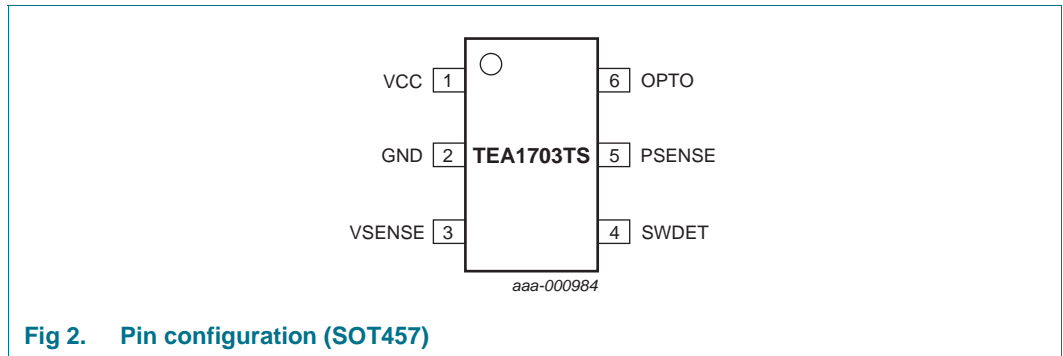 VCC 1 6 OPTO
GND 2 TEA1703TS 5 PSENSE
VSENSE 3 4 SWDET
aaa-000984
Fig 2. Pin configuration (SOT457)